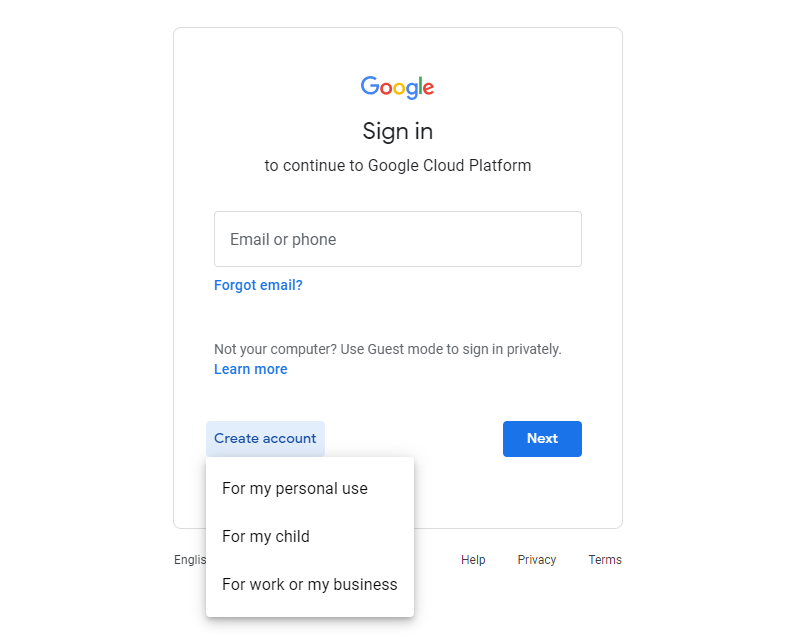 Google
Sign in
to continue to Google Cloud Platform
Email or phone
Forgot email?
Not your computer? Use Guest mode to sign in privately.
Learn more
Create account
Next
For my personal use
For my child
For work or my business
Help
Privacy
Terms